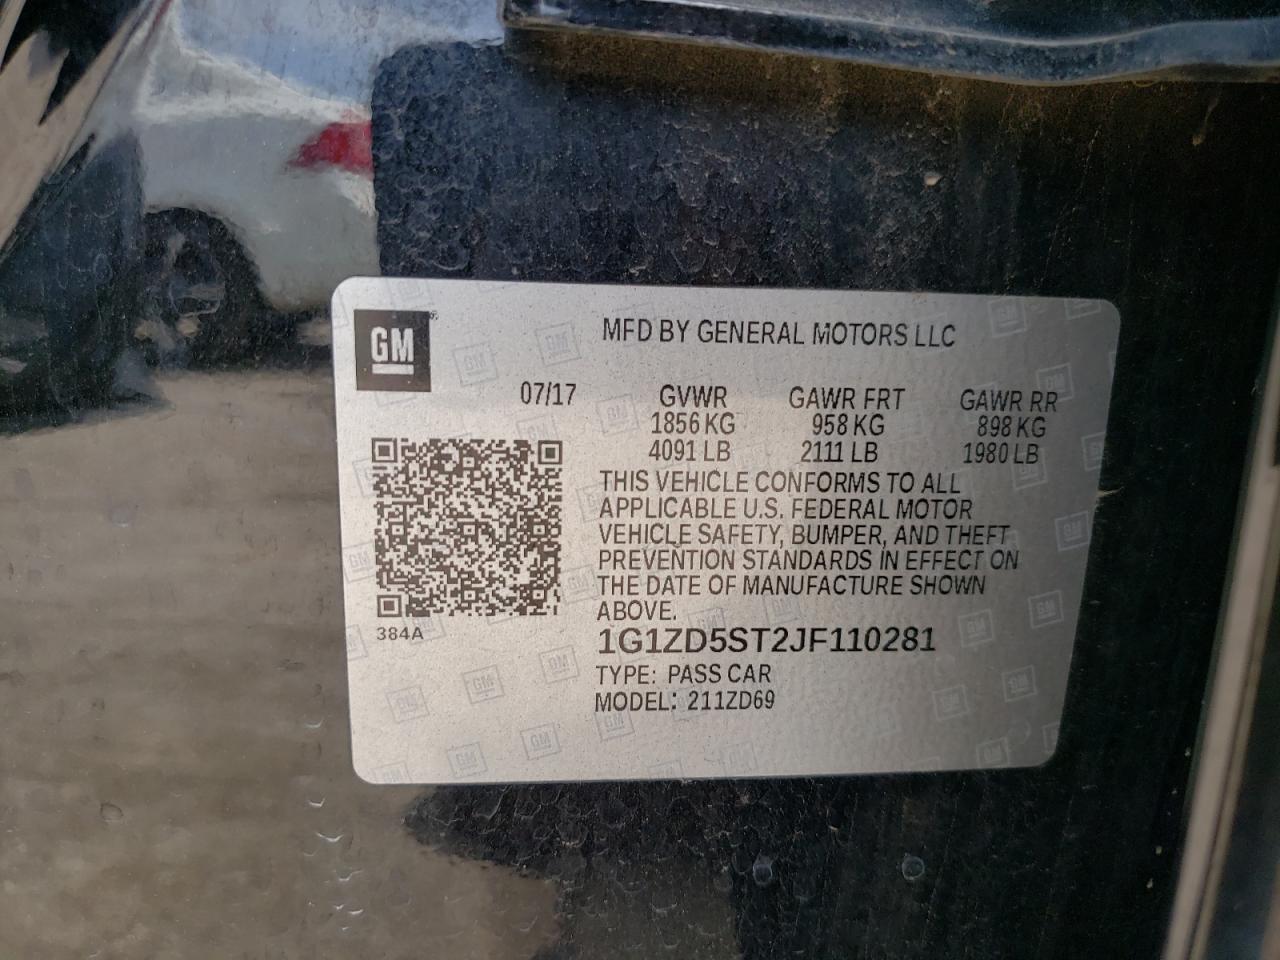 GM
MFD BY GENERAL MOTORS LLC
07/17 GVWR GAWR FRT GAWR RR
1856 KG 958 KG 898 KG
4091 LB 2111 LB 1980 LB
THIS VEHICLE CONFORMS TO ALL
APPLICABLE U.S. FEDERAL MOTOR
VEHICLE SAFETY, BUMPER, AND THEFT
PREVENTION STANDARDS IN EFFECT ON
THE DATE OF MANUFACTURE SHOWN
ABOVE.
384A
1G1ZD5ST2JF110281
TYPE: PASS CAR
MODEL: 211ZD69